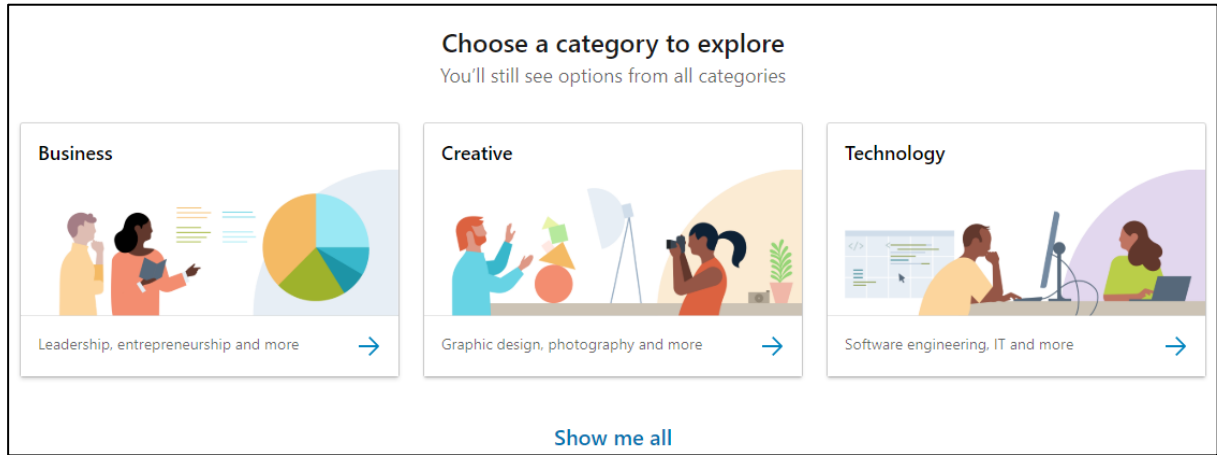 Choose a category to explore
You'll still see options from all categories
Business
Creative
Technology
</>
Leadership, entrepreneurship and more
Graphic design, photography and more
Software engineering, IT and more
Show me all